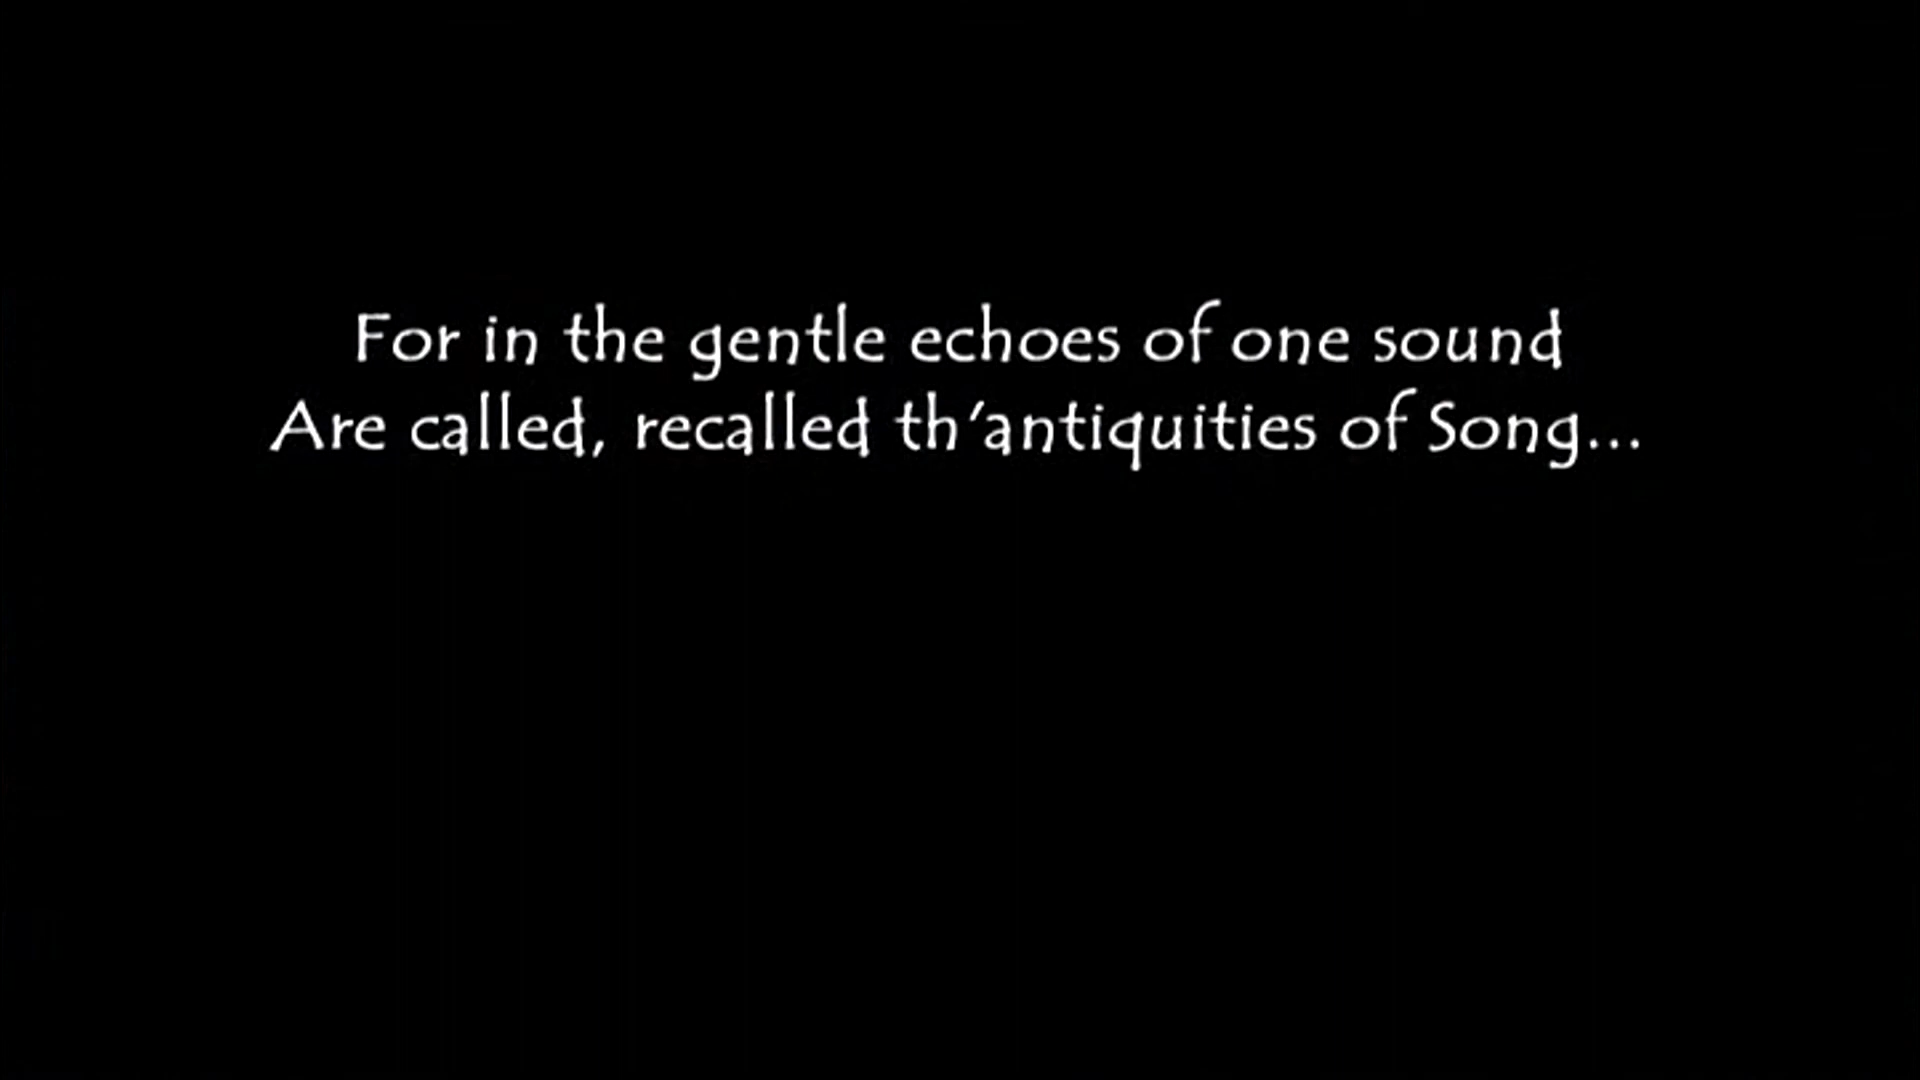 For in the gentle echoes of one sound
Are called, recalled th'antiquities of Song...